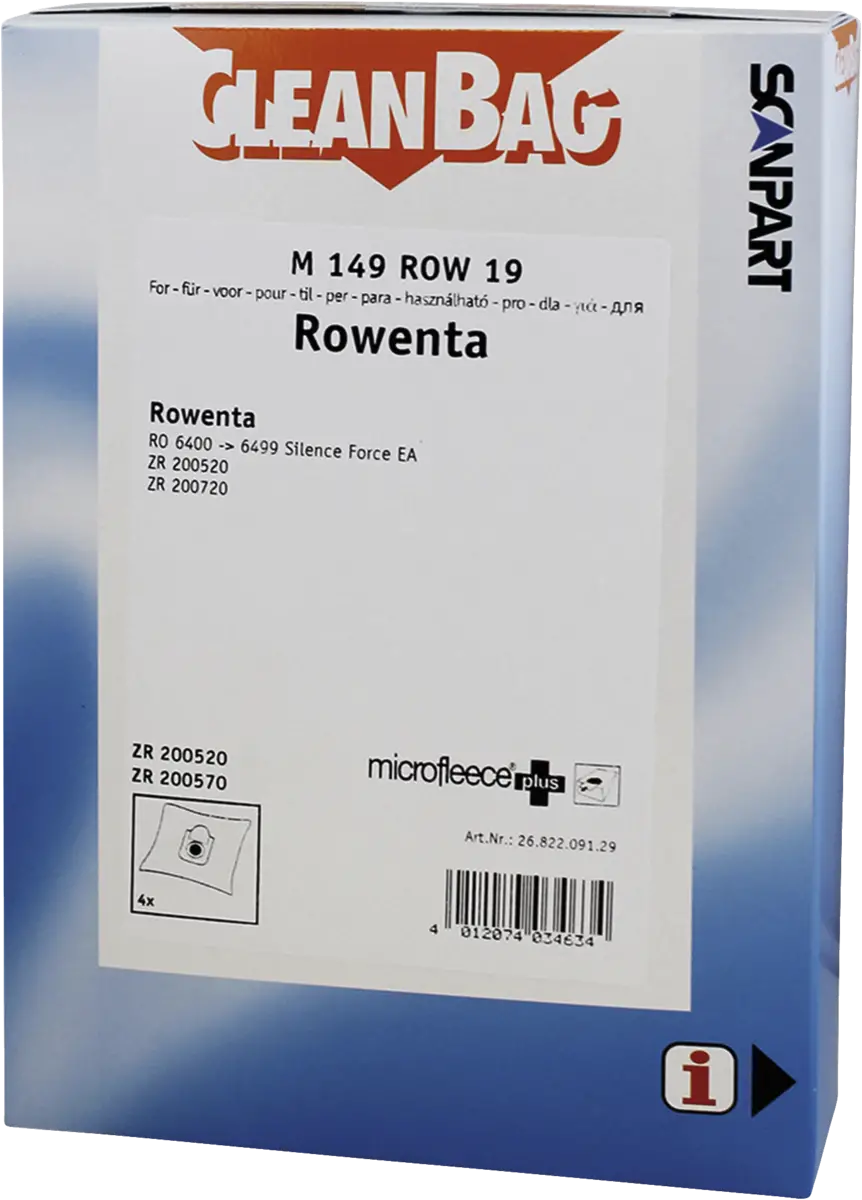 CLEANBAG
SCANPART
M 149 ROW 19
For - für - voor - pour - til - per - para - használható - pro - dla - για - для
Rowenta
Rowenta
RO 6400 -> 6499 Silence Force EA
ZR 200520
ZR 200720
ZR 200520
ZR 200570
4x
microfleece® plus
Art.Nr.: 26.822.091.29
4 012074 034634
i